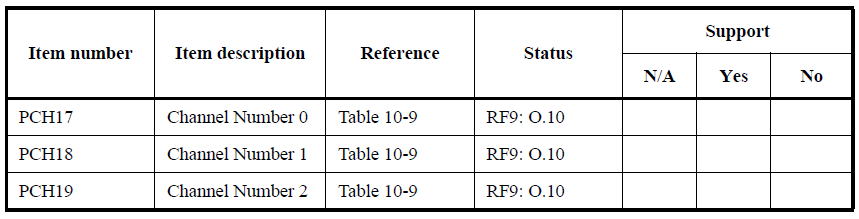 Item number Item description Reference Status Support
N/A Yes No
PCH17 Channel Number 0 Table 10-9 RF9: O.10
PCH18 Channel Number 1 Table 10-9 RF9: O.10
PCH19 Channel Number 2 Table 10-9 RF9: O.10